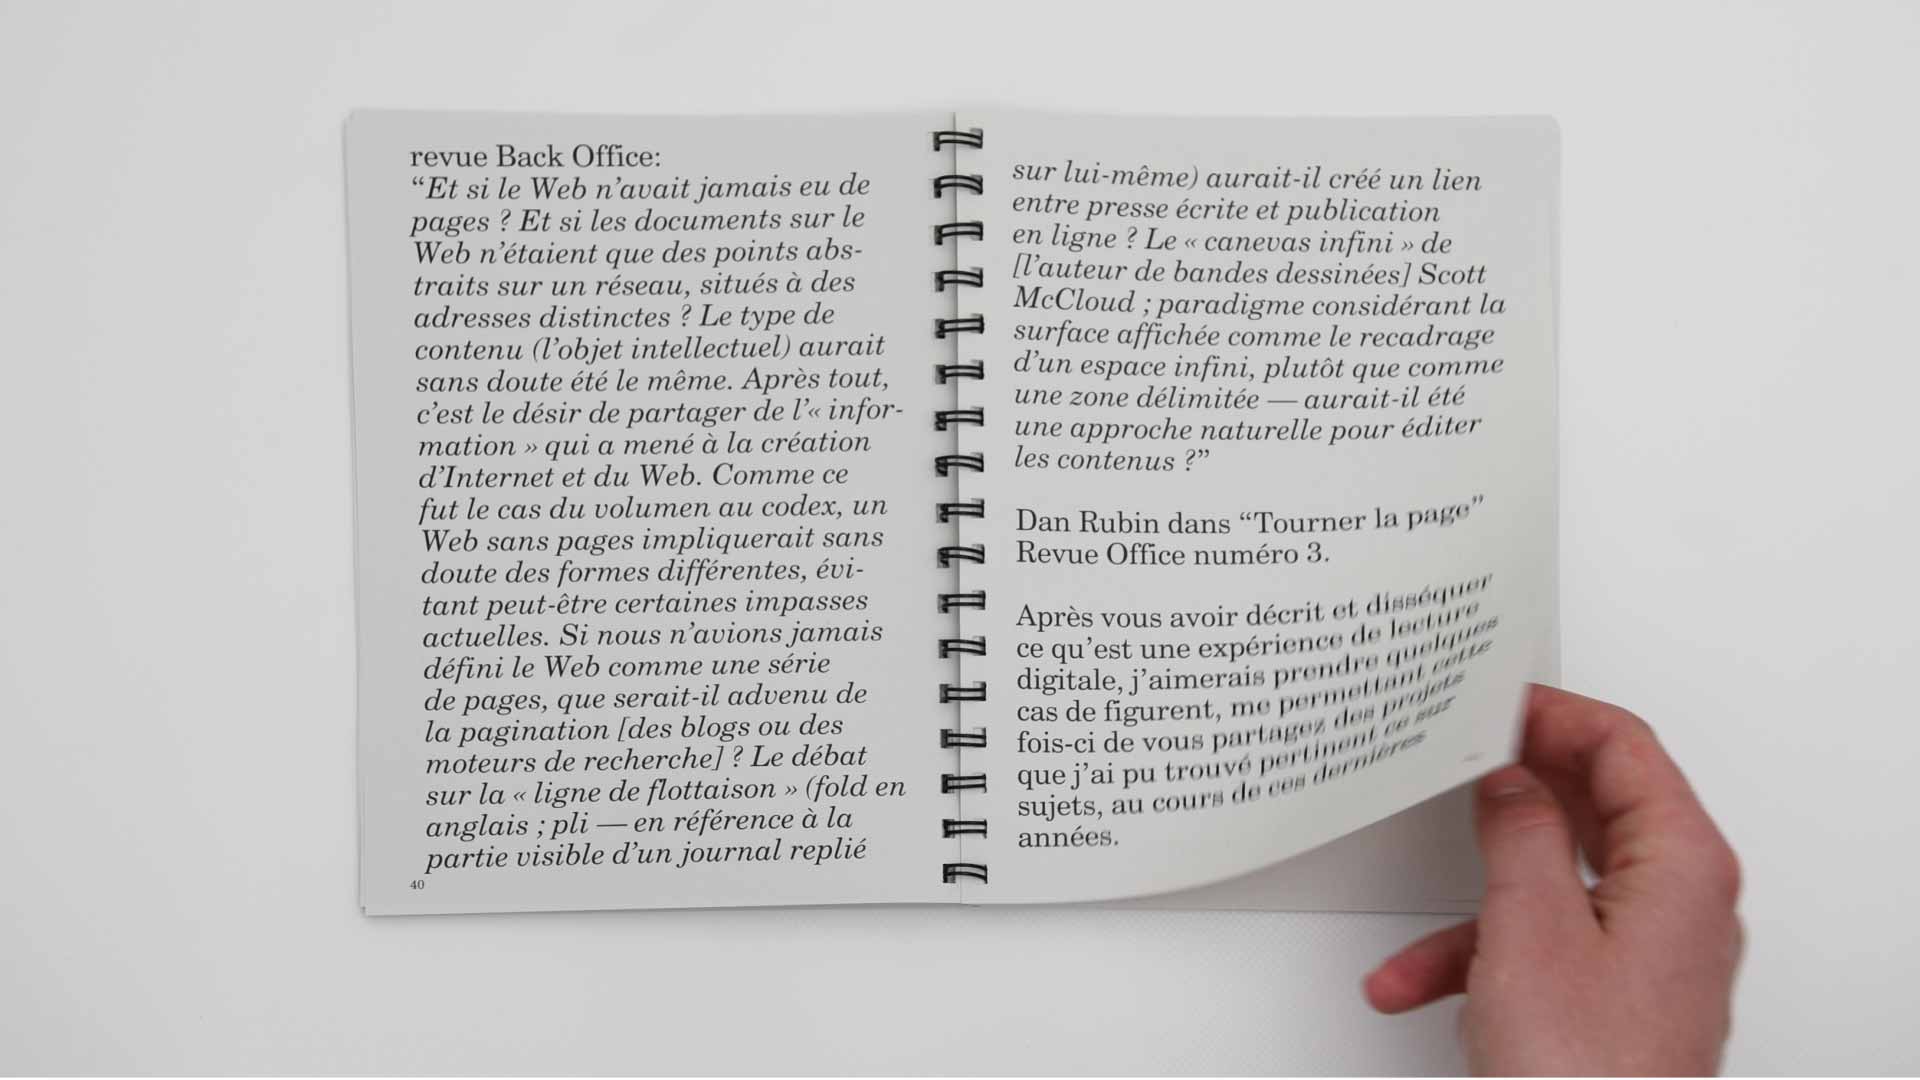 revue Back Office:
“Et si le Web n’avait jamais eu de
pages ? Et si les documents sur le
Web n’étaient que des points abs-
traits sur un réseau, situés à des
adresses distinctes ? Le type de
contenu (l’objet intellectuel) aurait
sans doute été le même. Après tout,
c’est le désir de partager de l’« infor-
mation » qui a mené à la création
d’Internet et du Web. Comme ce
fut le cas du volumen au codex, un
Web sans pages impliquerait sans
doute des formes différentes, évi-
tant peut-être certaines impasses
actuelles. Si nous n’avions jamais
défini le Web comme une série
de pages, que serait-il advenu de
la pagination [des blogs ou des
moteurs de recherche] ? Le débat
sur la « ligne de flottaison » (fold en
anglais ; pli — en référence à la
partie visible d’un journal replié
40
sur lui-même) aurait-il créé un lien
entre presse écrite et publication
en ligne ? Le « canevas infini » de
[l’auteur de bandes dessinées] Scott
McCloud ; paradigme considérant la
surface affichée comme le recadrage
d’un espace infini, plutôt que comme
une zone délimitée — aurait-il été
une approche naturelle pour éditer
les contenus ?”
Dan Rubin dans “Tourner la page”
Revue Office numéro 3.
Après vous avoir décrit et disséquer
ce qu’est une expérience de lecture
digitale, j’aimerais prendre quelques
cas de figurent, me permettant cette
fois-ci de vous partagez des projets
que j’ai pu trouvé pertinent ce sur
sujets, au cours de ces dernières
années.